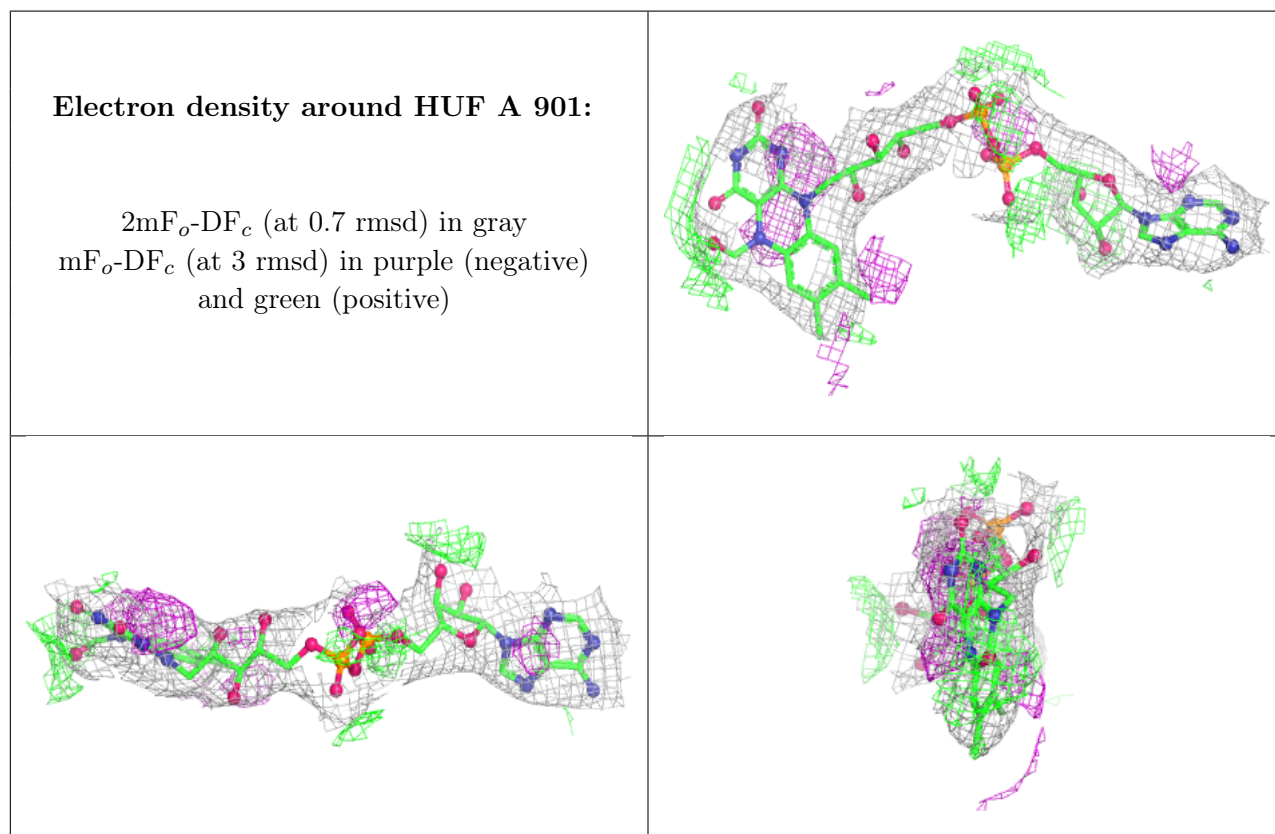 Electron density around HUF A 901:
2mFo-DFc (at 0.7 rmsd) in gray
mFo-DFc (at 3 rmsd) in purple (negative)
and green (positive)